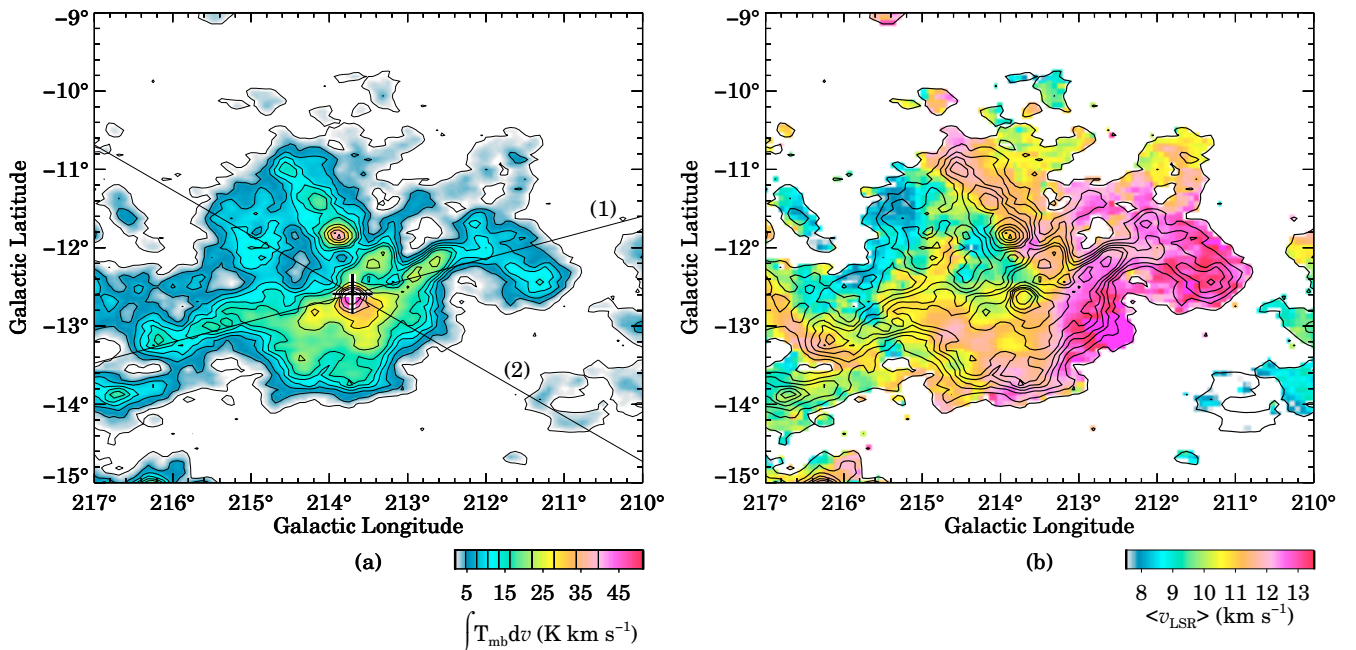 −9°
−10°
−11°
−12°
−13°
−14°
−15°
Galactic Latitude
(1)
(2)
217 216 215 214 213 212 211 210°
Galactic Longitude
(a)
5 15 25 35 45
∫T_mb dv (K km s⁻¹)
−9°
−10°
−11°
−12°
−13°
−14°
−15°
Galactic Latitude
217 216 215 214 213 212 211 210°
Galactic Longitude
(b)
8 9 10 11 12 13
<v_LSR> (km s⁻¹)